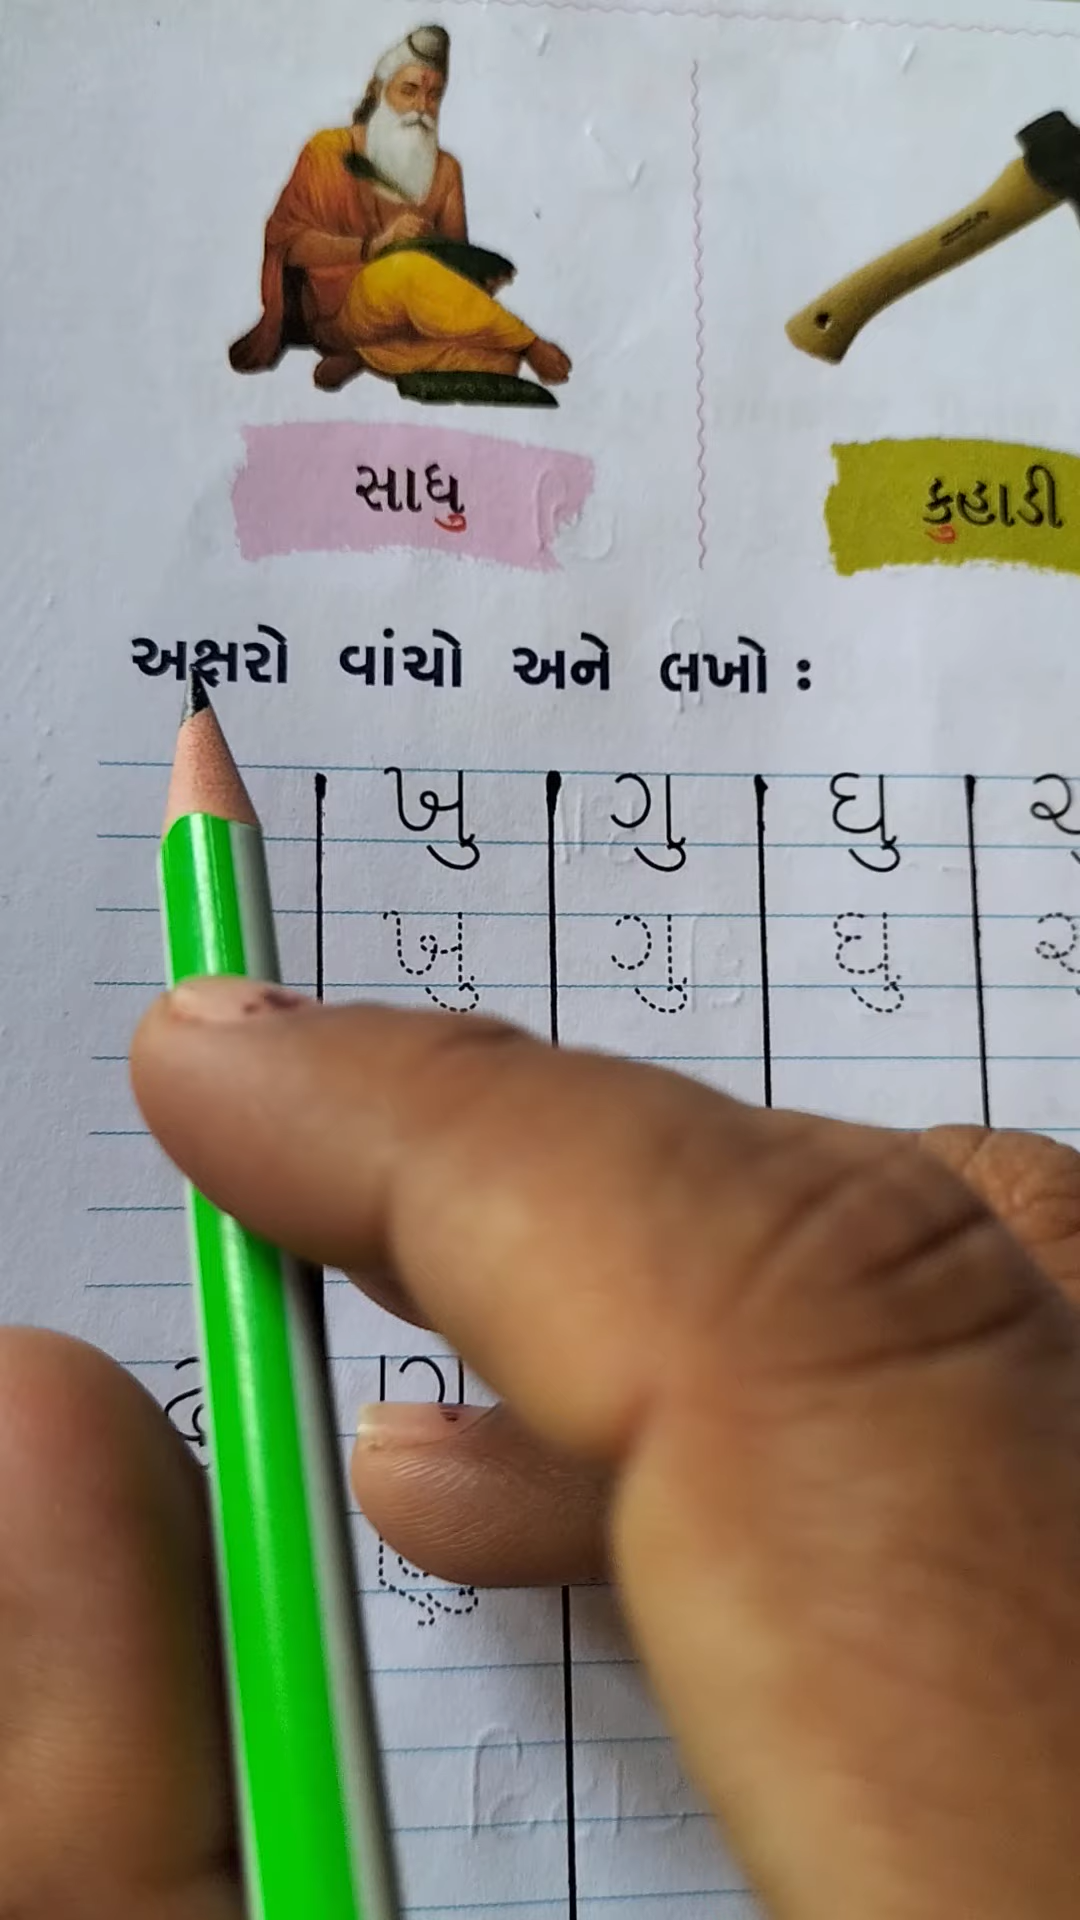 સાધુ કુહાડી
અક્ષરો વાંચો અને લખો :
ખુ ગુ ઘુ
ખુ ગુ ઘુ